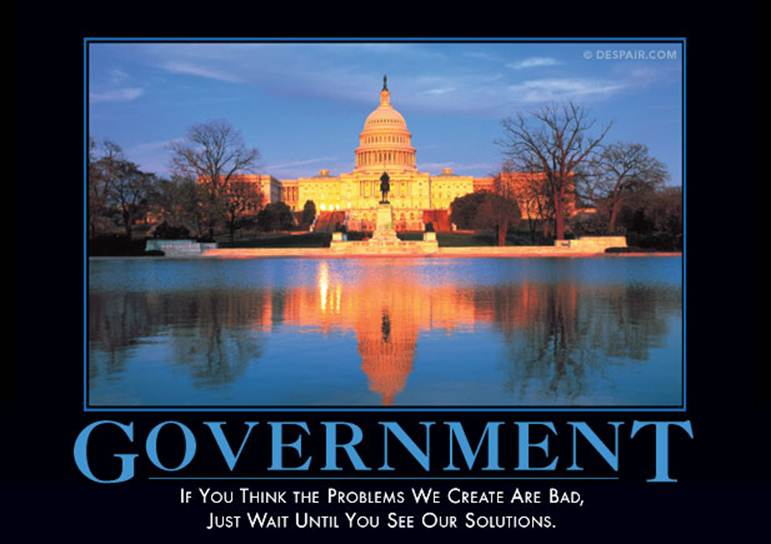 © DESPAIR.COM
GOVERNMENT
IF YOU THINK THE PROBLEMS WE CREATE ARE BAD,
JUST WAIT UNTIL YOU SEE OUR SOLUTIONS.